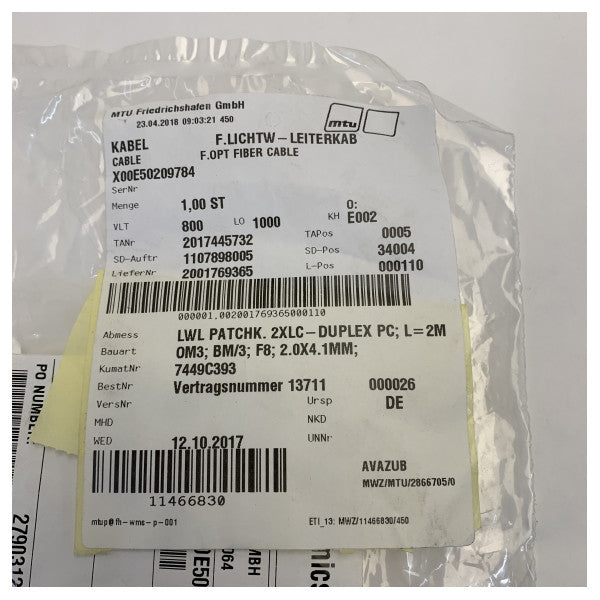 MTU Friedrichshafen GmbH
23.04.2018 09:03:21 450
mtu
KABEL F.LICHTW-LEITERKAB
CABLE F.OPT FIBER CABLE
X00E50209784
SerNr
Menge 1,00 ST O:
VLT 800 LO 1000 KH E002
TANr 2017445732 TAPos 0005
SD-Auftr 1107898005 SD-Pos 34004
LieferNr 2001769365 L-Pos 000110
000001.002001769365000110
Abmess LWL PATCHK. 2XLC-DUPLEX PC; L=2M
Bauart OM3; BM/3; F8; 2.0X4.1MM;
KumatNr 7449C393
BestNr Vertragsnummer 13711 000026
VersNr Ursp DE
MHD NKD
WED 12.10.2017 UNNr
AVAZUB
11466830 MWZ/MTU/2866705/0
mtup@fh-wms-p-001 ETI_13: MWZ/11466830/450
PO NUMBER:
2790312